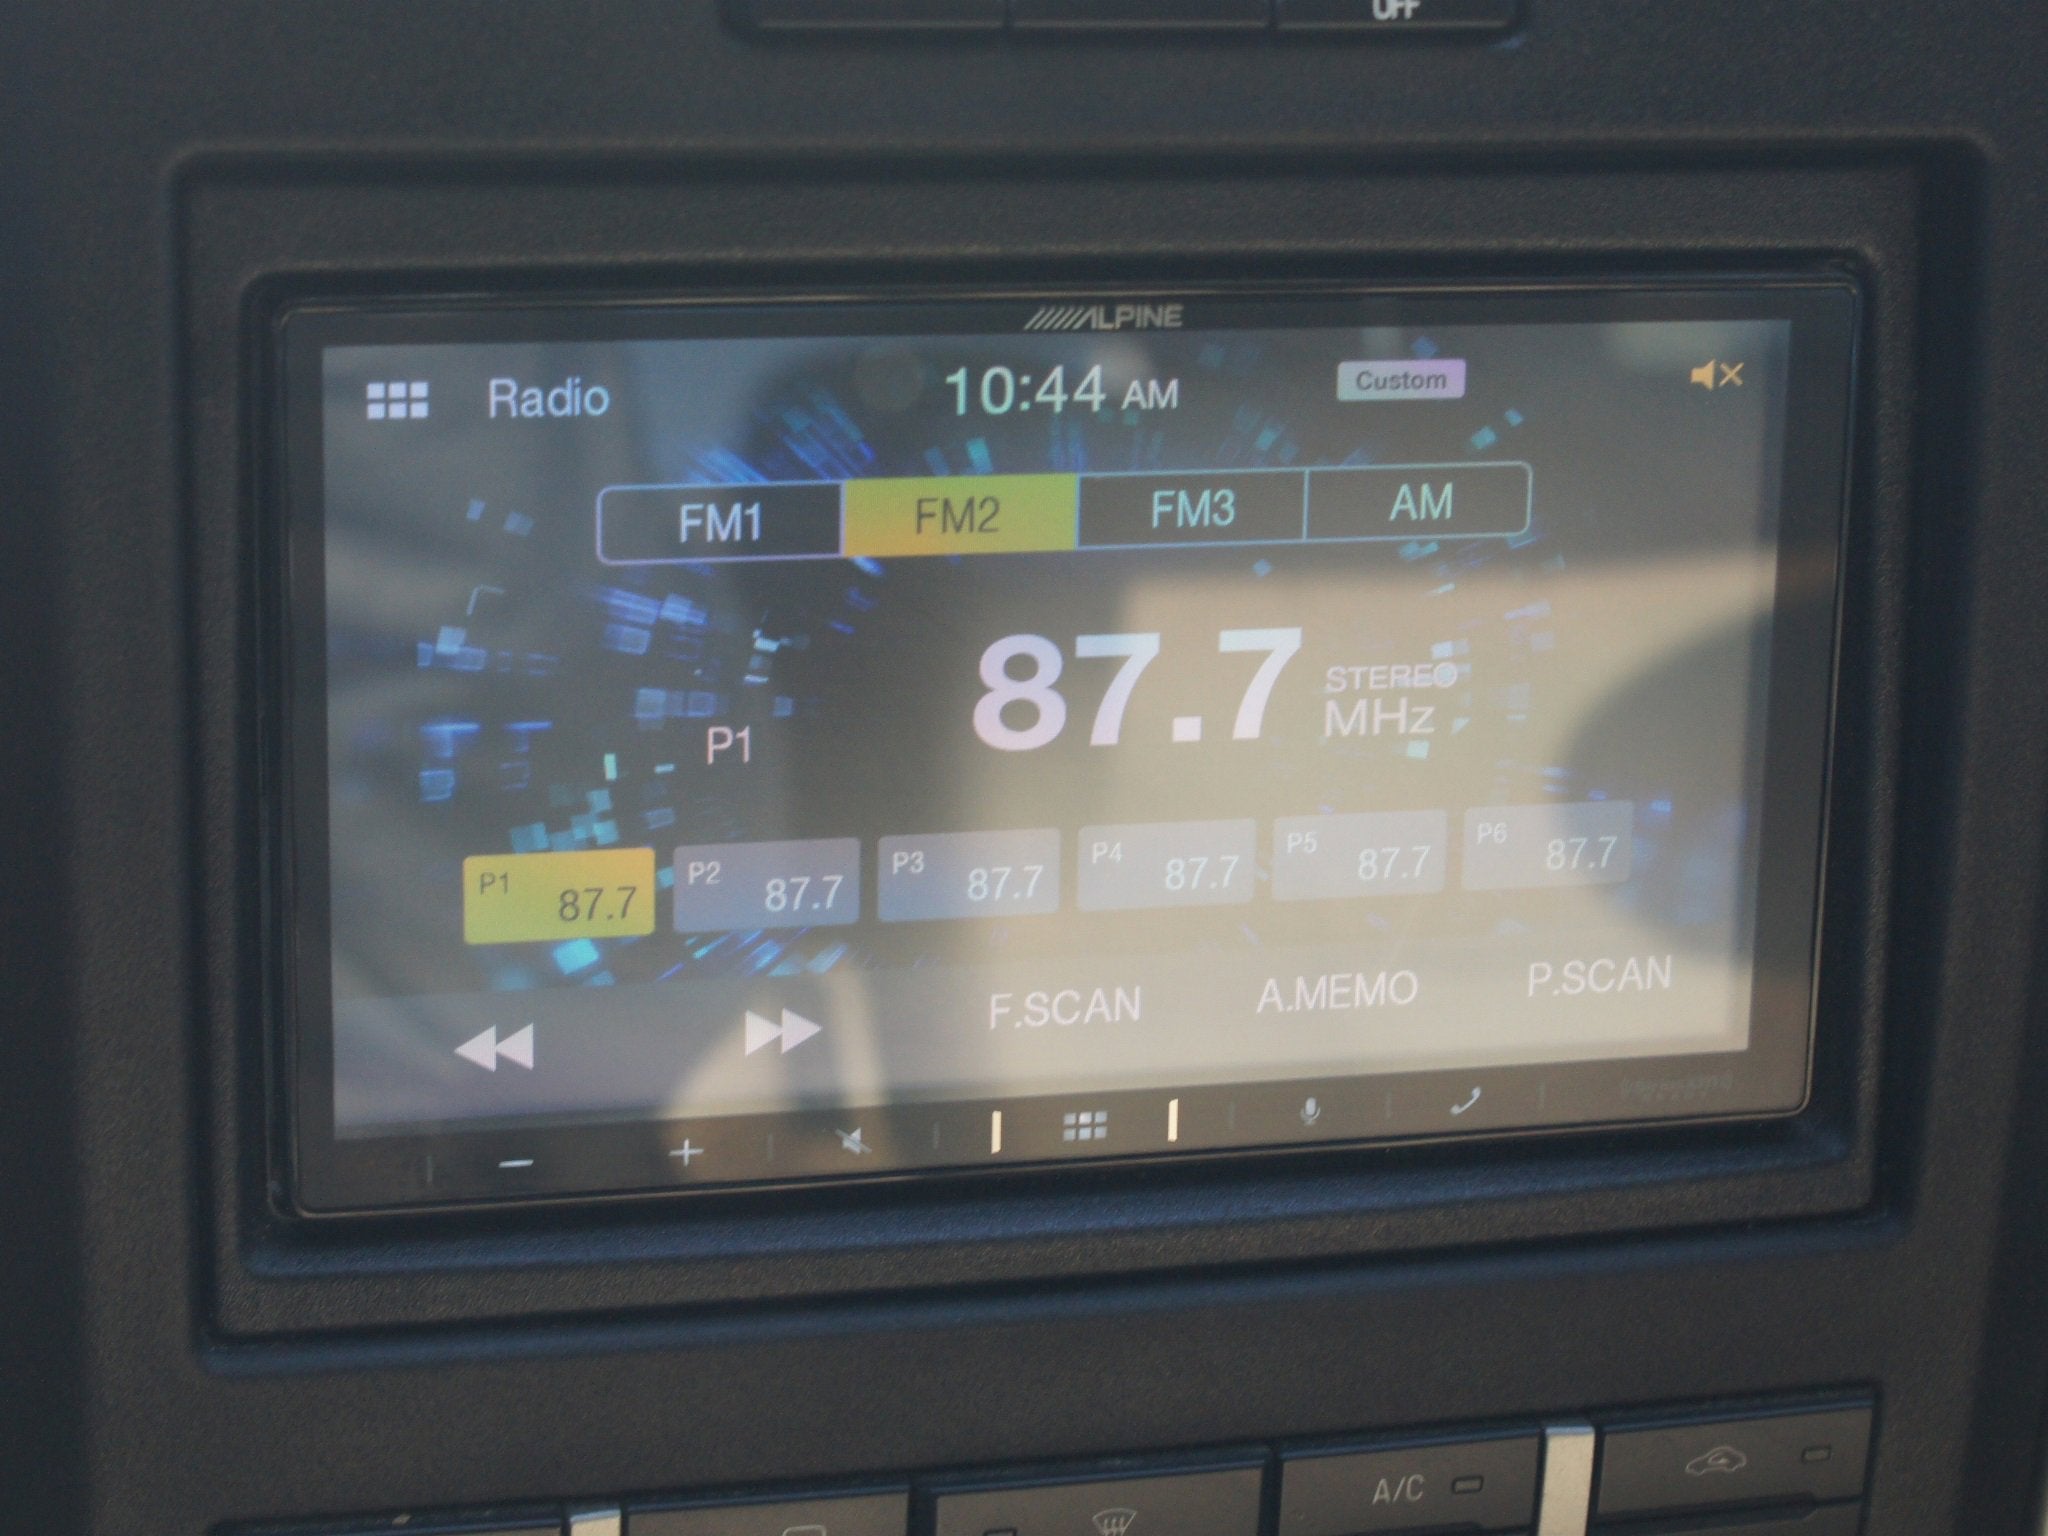 OFF
ALPINE
Radio 10:44 AM Custom
FM1 FM2 FM3 AM
P1 87.7 STEREO MHz
P1 87.7 P2 87.7 P3 87.7 P4 87.7 P5 87.7 P6 87.7
F.SCAN A.MEMO P.SCAN
A/C